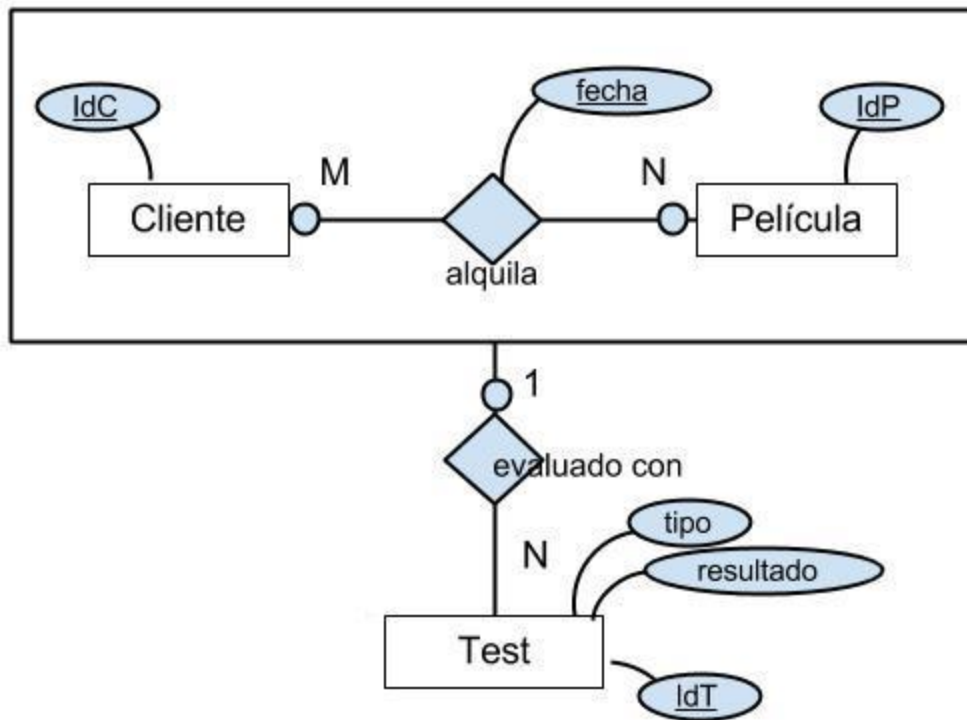 IdC
fecha
IdP
M
N
Cliente
Película
alquila
1
evaluado con
tipo
N
resultado
Test
IdT